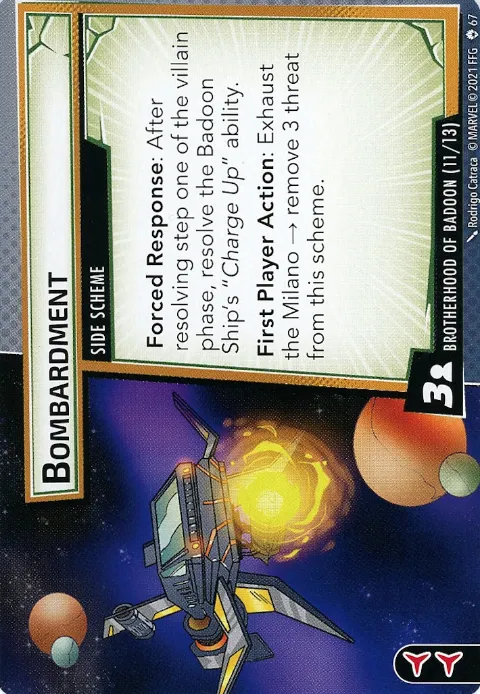 BOMBARDMENT
SIDE SCHEME
Forced Response: After
resolving step one of the villain
phase, resolve the Badoon
Ship's "Charge Up" ability.
First Player Action: Exhaust
the Milano → remove 3 threat
from this scheme.
3
BROTHERHOOD OF BADOON (11/13)
Rodrigo Catraca © MARVEL © 2021 FFG 67